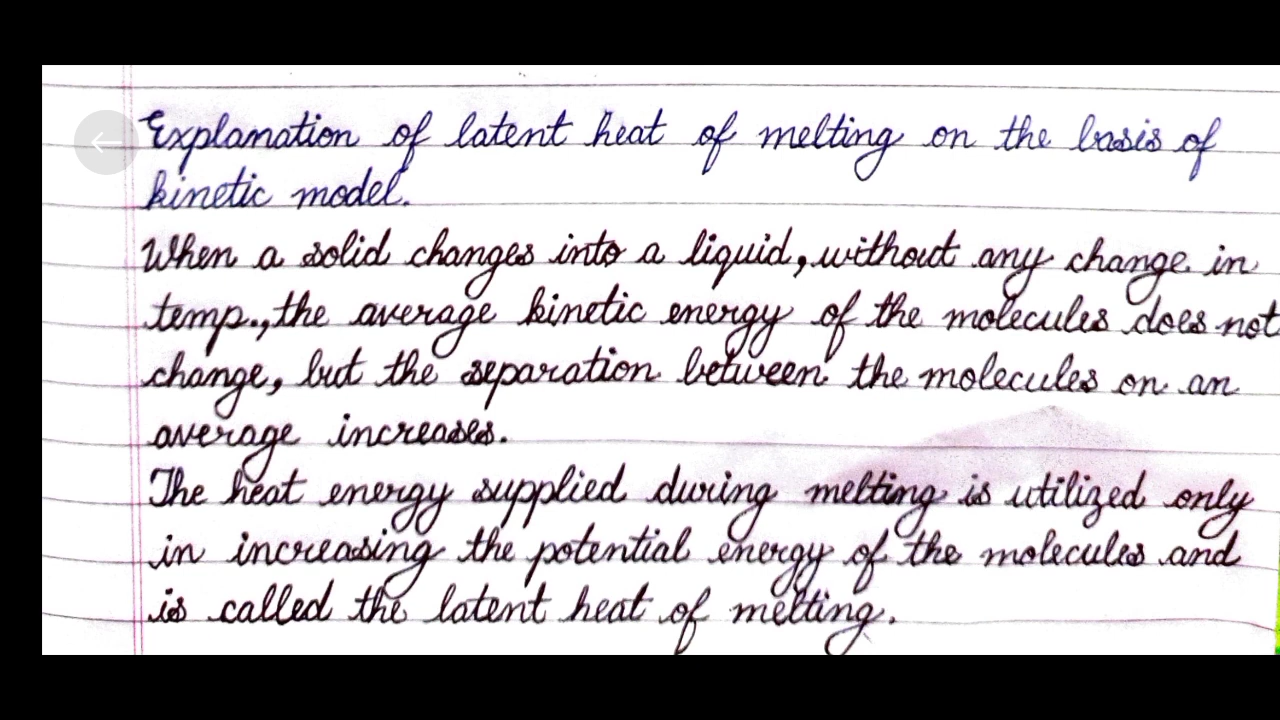 Explanation of latent heat of melting on the basis of
kinetic model.
When a solid changes into a liquid, without any change in
temp., the average kinetic energy of the molecules does not
change, but the separation between the molecules on an
average increases.
The heat energy supplied during melting is utilized only
in increasing the potential energy of the molecules and
is called the latent heat of melting.